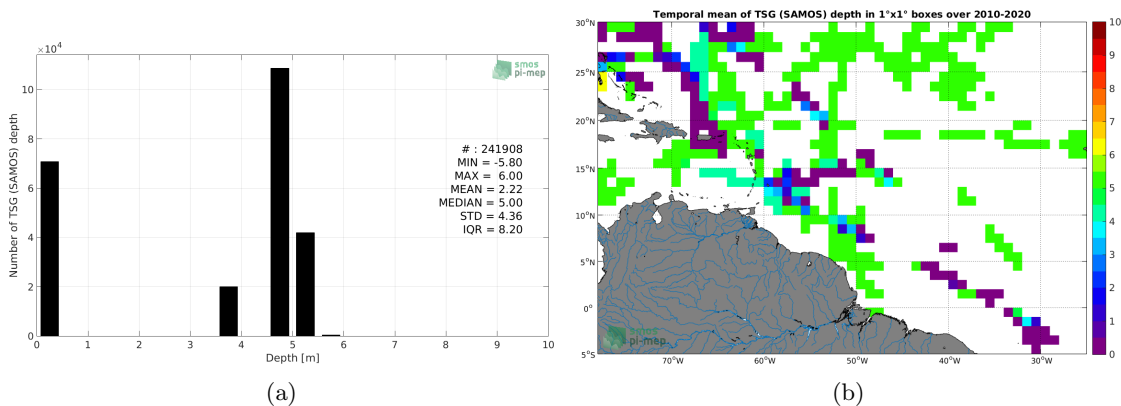 ×10⁴
10
8
6
4
2
0
0 1 2 3 4 5 6 7 8 9 10
Number of TSG (SAMOS) depth
Depth [m]
smos
pi-mep
# : 241908
MIN = -5.80
MAX = 6.00
MEAN = 2.22
MEDIAN = 5.00
STD = 4.36
IQR = 8.20
(a)
Temporal mean of TSG (SAMOS) depth in 1°x1° boxes over 2010-2020
30°N
25°N
20°N
15°N
10°N
5°N
0°
5°S
70°W 60°W 50°W 40°W 30°W
smos
pi-mep
10
9
8
7
6
5
4
3
2
1
0
(b)